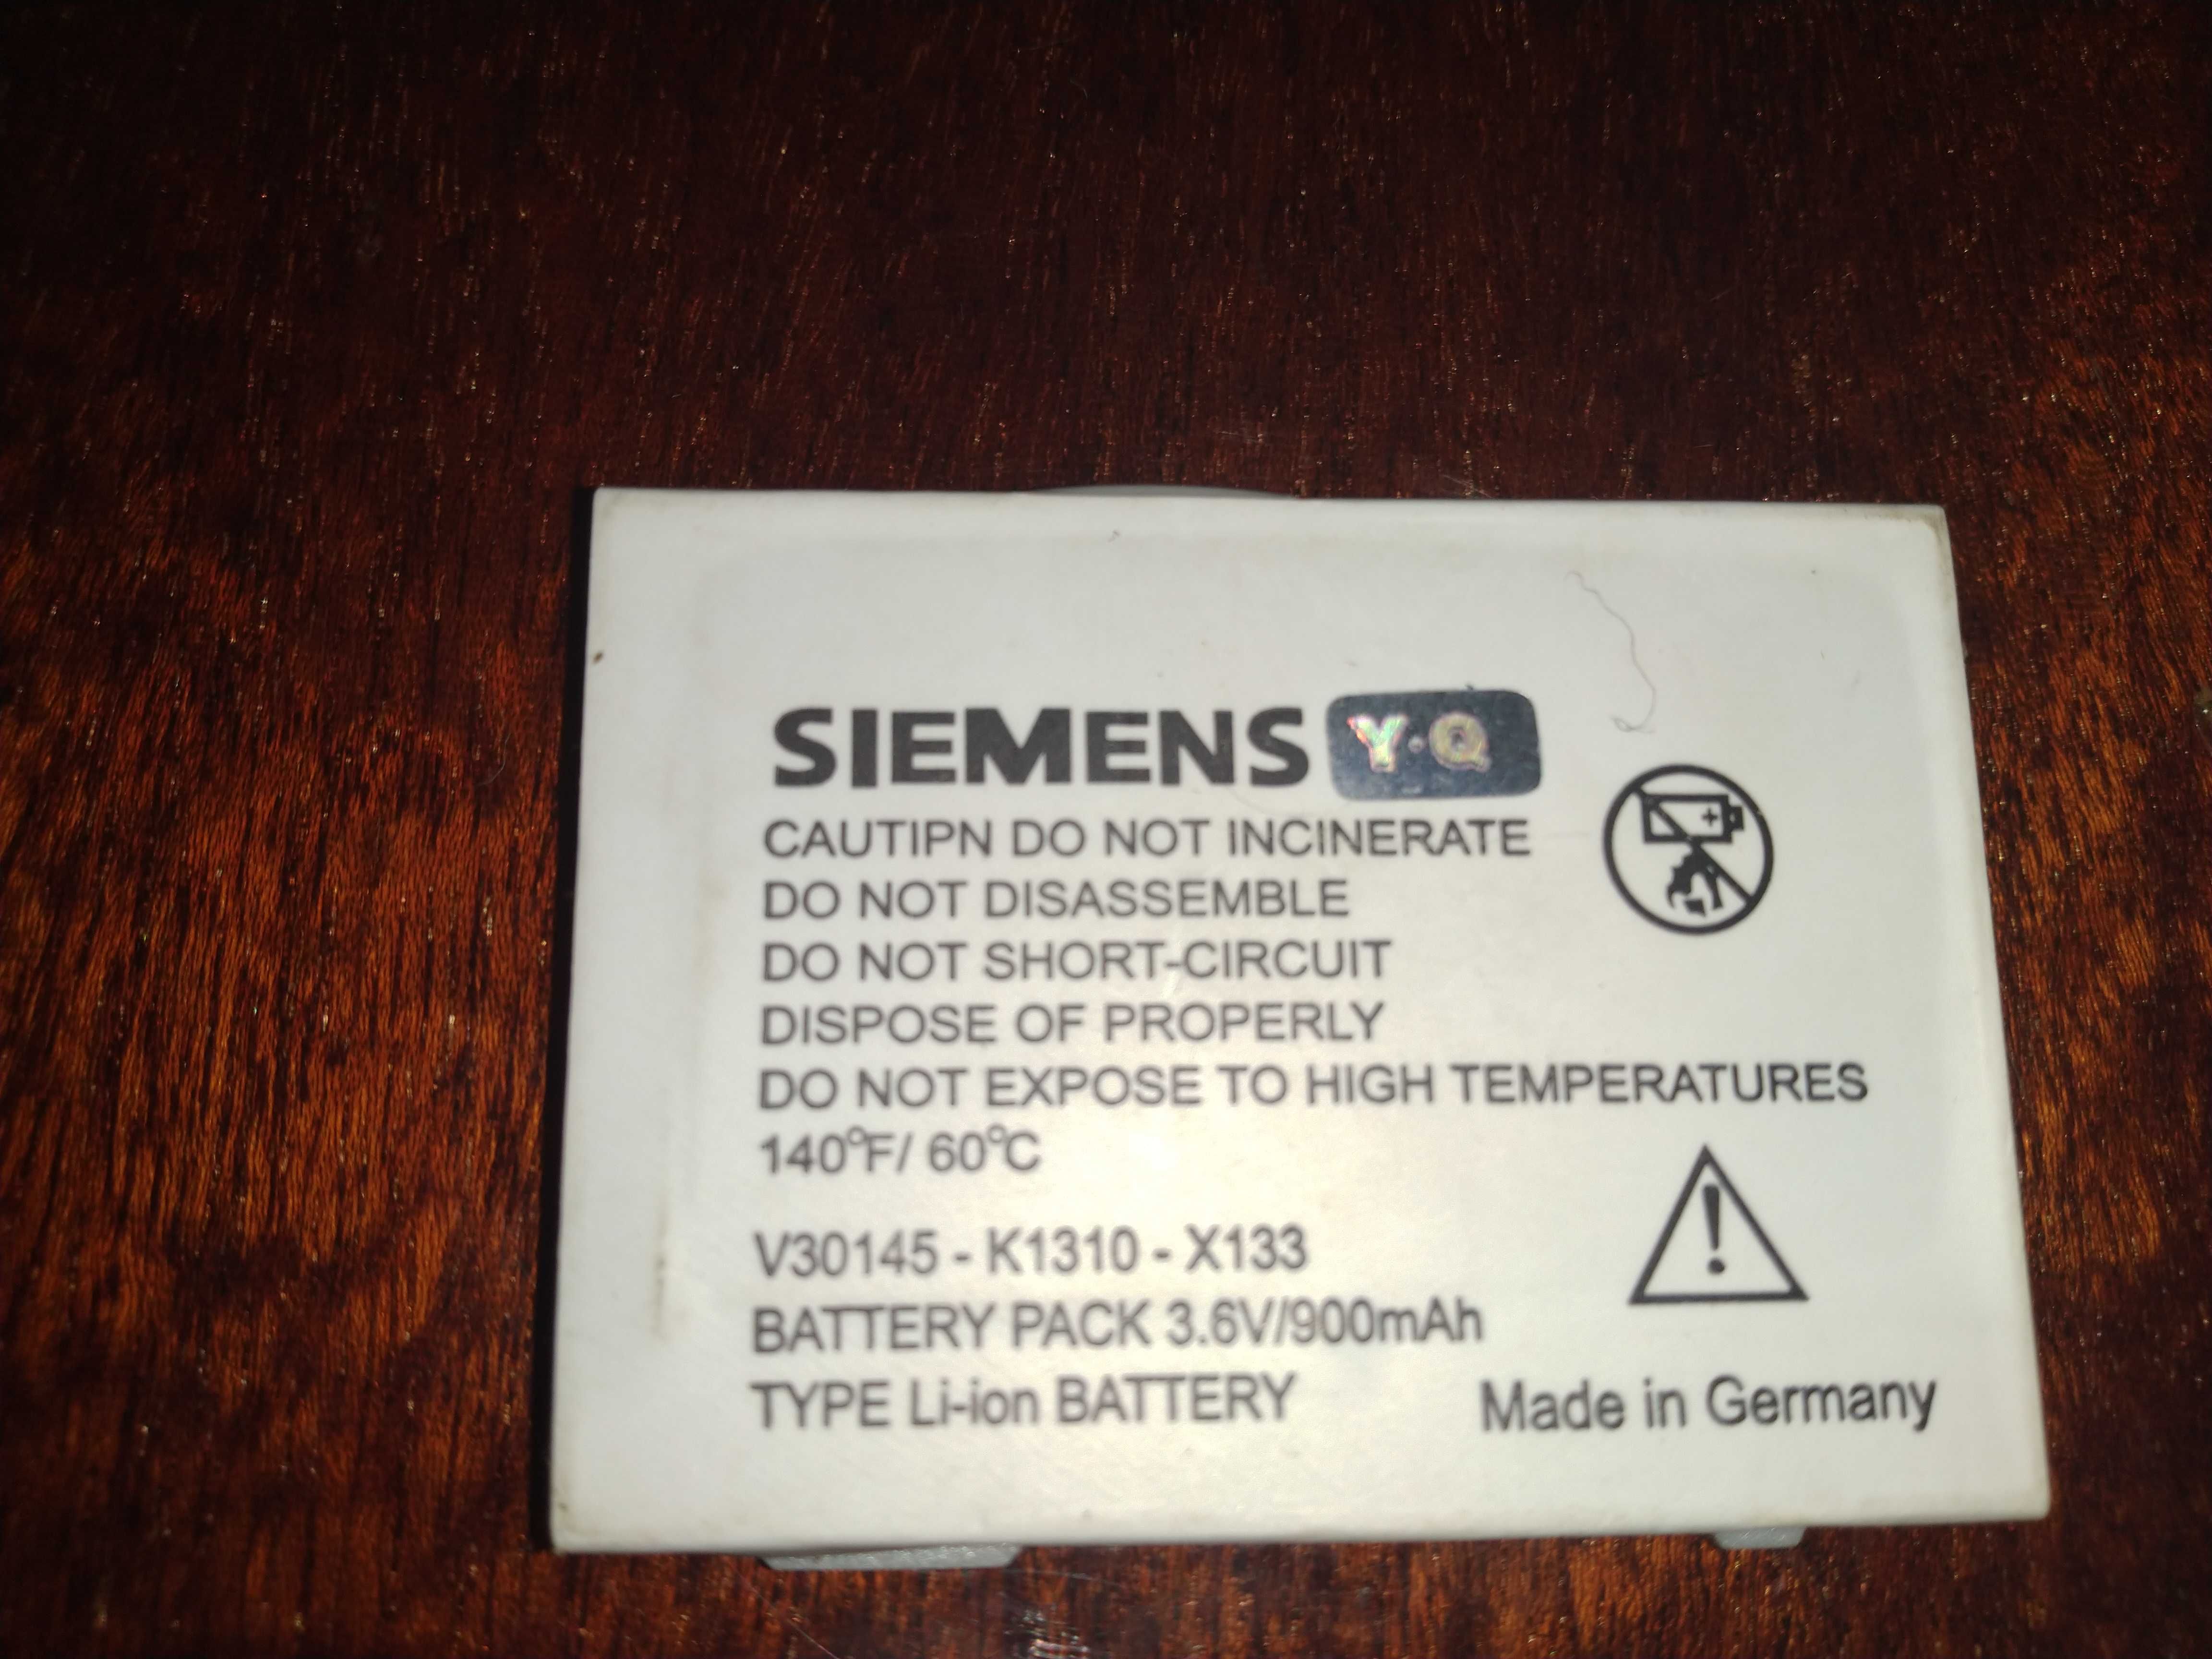 SIEMENS Y·Q
CAUTIPN DO NOT INCINERATE
DO NOT DISASSEMBLE
DO NOT SHORT-CIRCUIT
DISPOSE OF PROPERLY
DO NOT EXPOSE TO HIGH TEMPERATURES
140°F/ 60°C
V30145 - K1310 - X133
BATTERY PACK 3.6V/900mAh
TYPE Li-ion BATTERY
Made in Germany